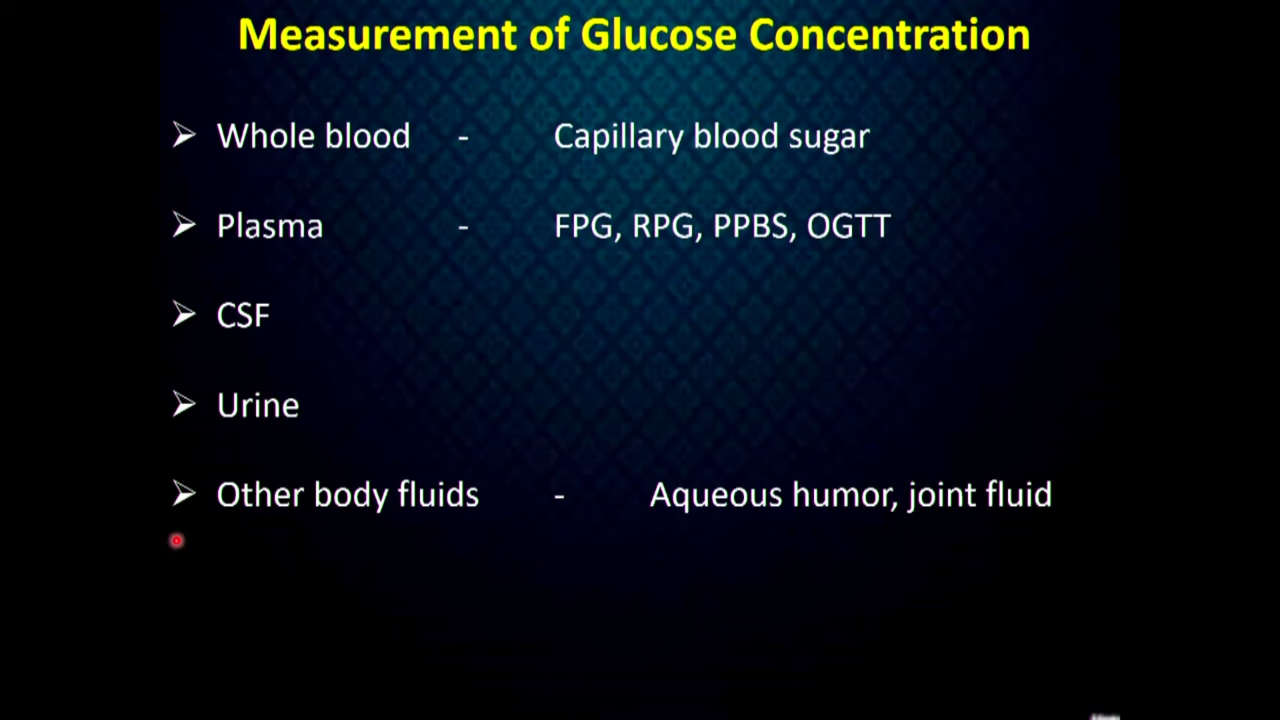 Measurement of Glucose Concentration
➢ Whole blood - Capillary blood sugar
➢ Plasma - FPG, RPG, PPBS, OGTT
➢ CSF
➢ Urine
➢ Other body fluids - Aqueous humor, joint fluid